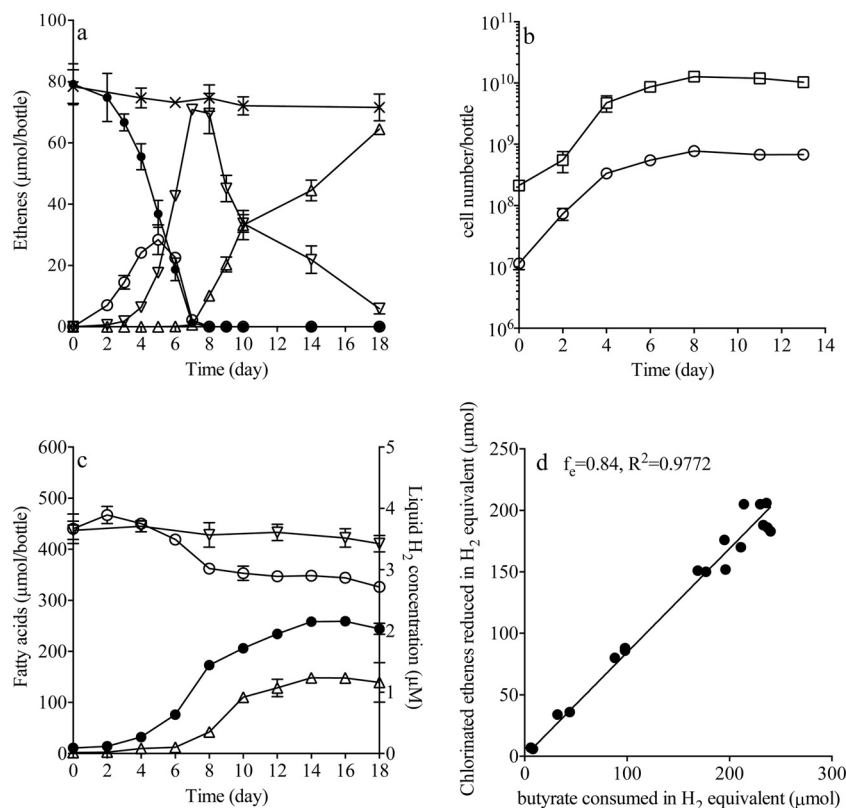 a
Ethenes (μmol/bottle)
100
80
60
40
20
0
0 2 4 6 8 10 12 14 16 18
Time (day)
b
cell number/bottle
10^11
10^10
10^9
10^8
10^7
10^6
0 2 4 6 8 10 12 14
Time (day)
c
Fatty acids (μmol/bottle)
600
500
400
300
200
100
0
5
4
3
2
1
0
Liquid H2 concentration (μM)
0 2 4 6 8 10 12 14 16 18
Time (day)
d
fe=0.84, R²=0.9772
Chlorinated ethenes reduced in H2 equivalent (μmol)
250
200
150
100
50
0
0 100 200 300
butyrate consumed in H2 equivalent (μmol)